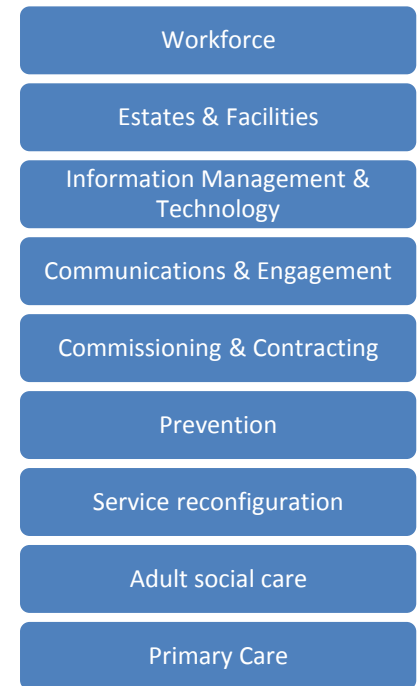 Workforce
Estates & Facilities
Information Management &
Technology
Communications & Engagement
Commissioning & Contracting
Prevention
Service reconfiguration
Adult social care
Primary Care